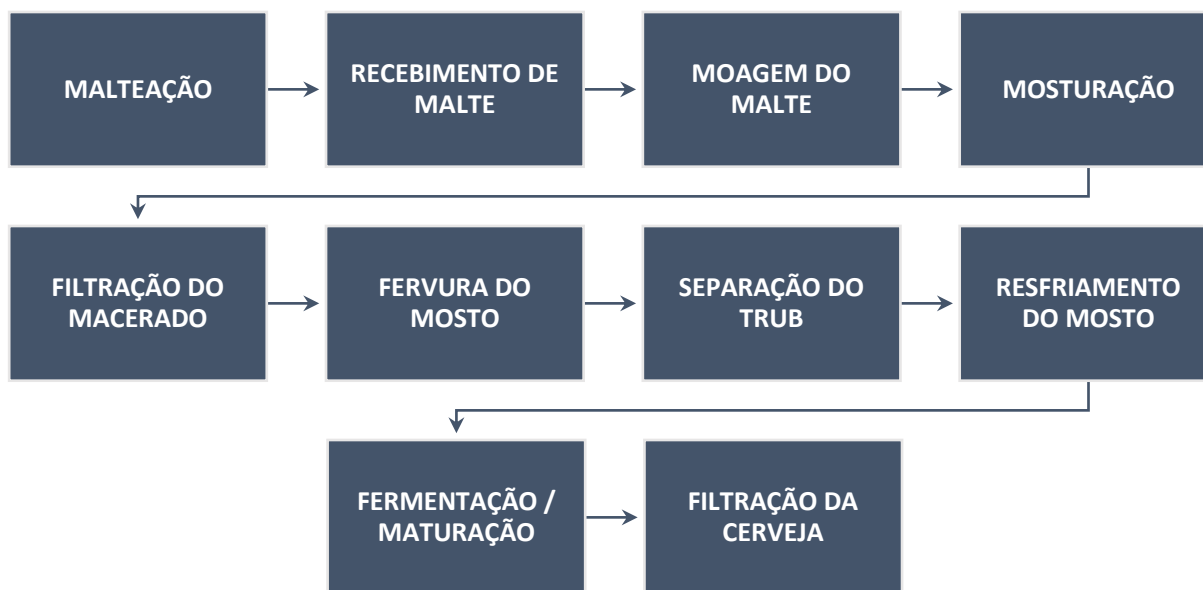 MALTEAÇÃO
RECEBIMENTO DE
MALTE
MOAGEM DO
MALTE
MOSTURAÇÃO
FILTRAÇÃO DO
MACERADO
FERVURA DO
MOSTO
SEPARAÇÃO DO
TRUB
RESFRIAMENTO
DO MOSTO
FERMENTAÇÃO /
MATURAÇÃO
FILTRAÇÃO DA
CERVEJA